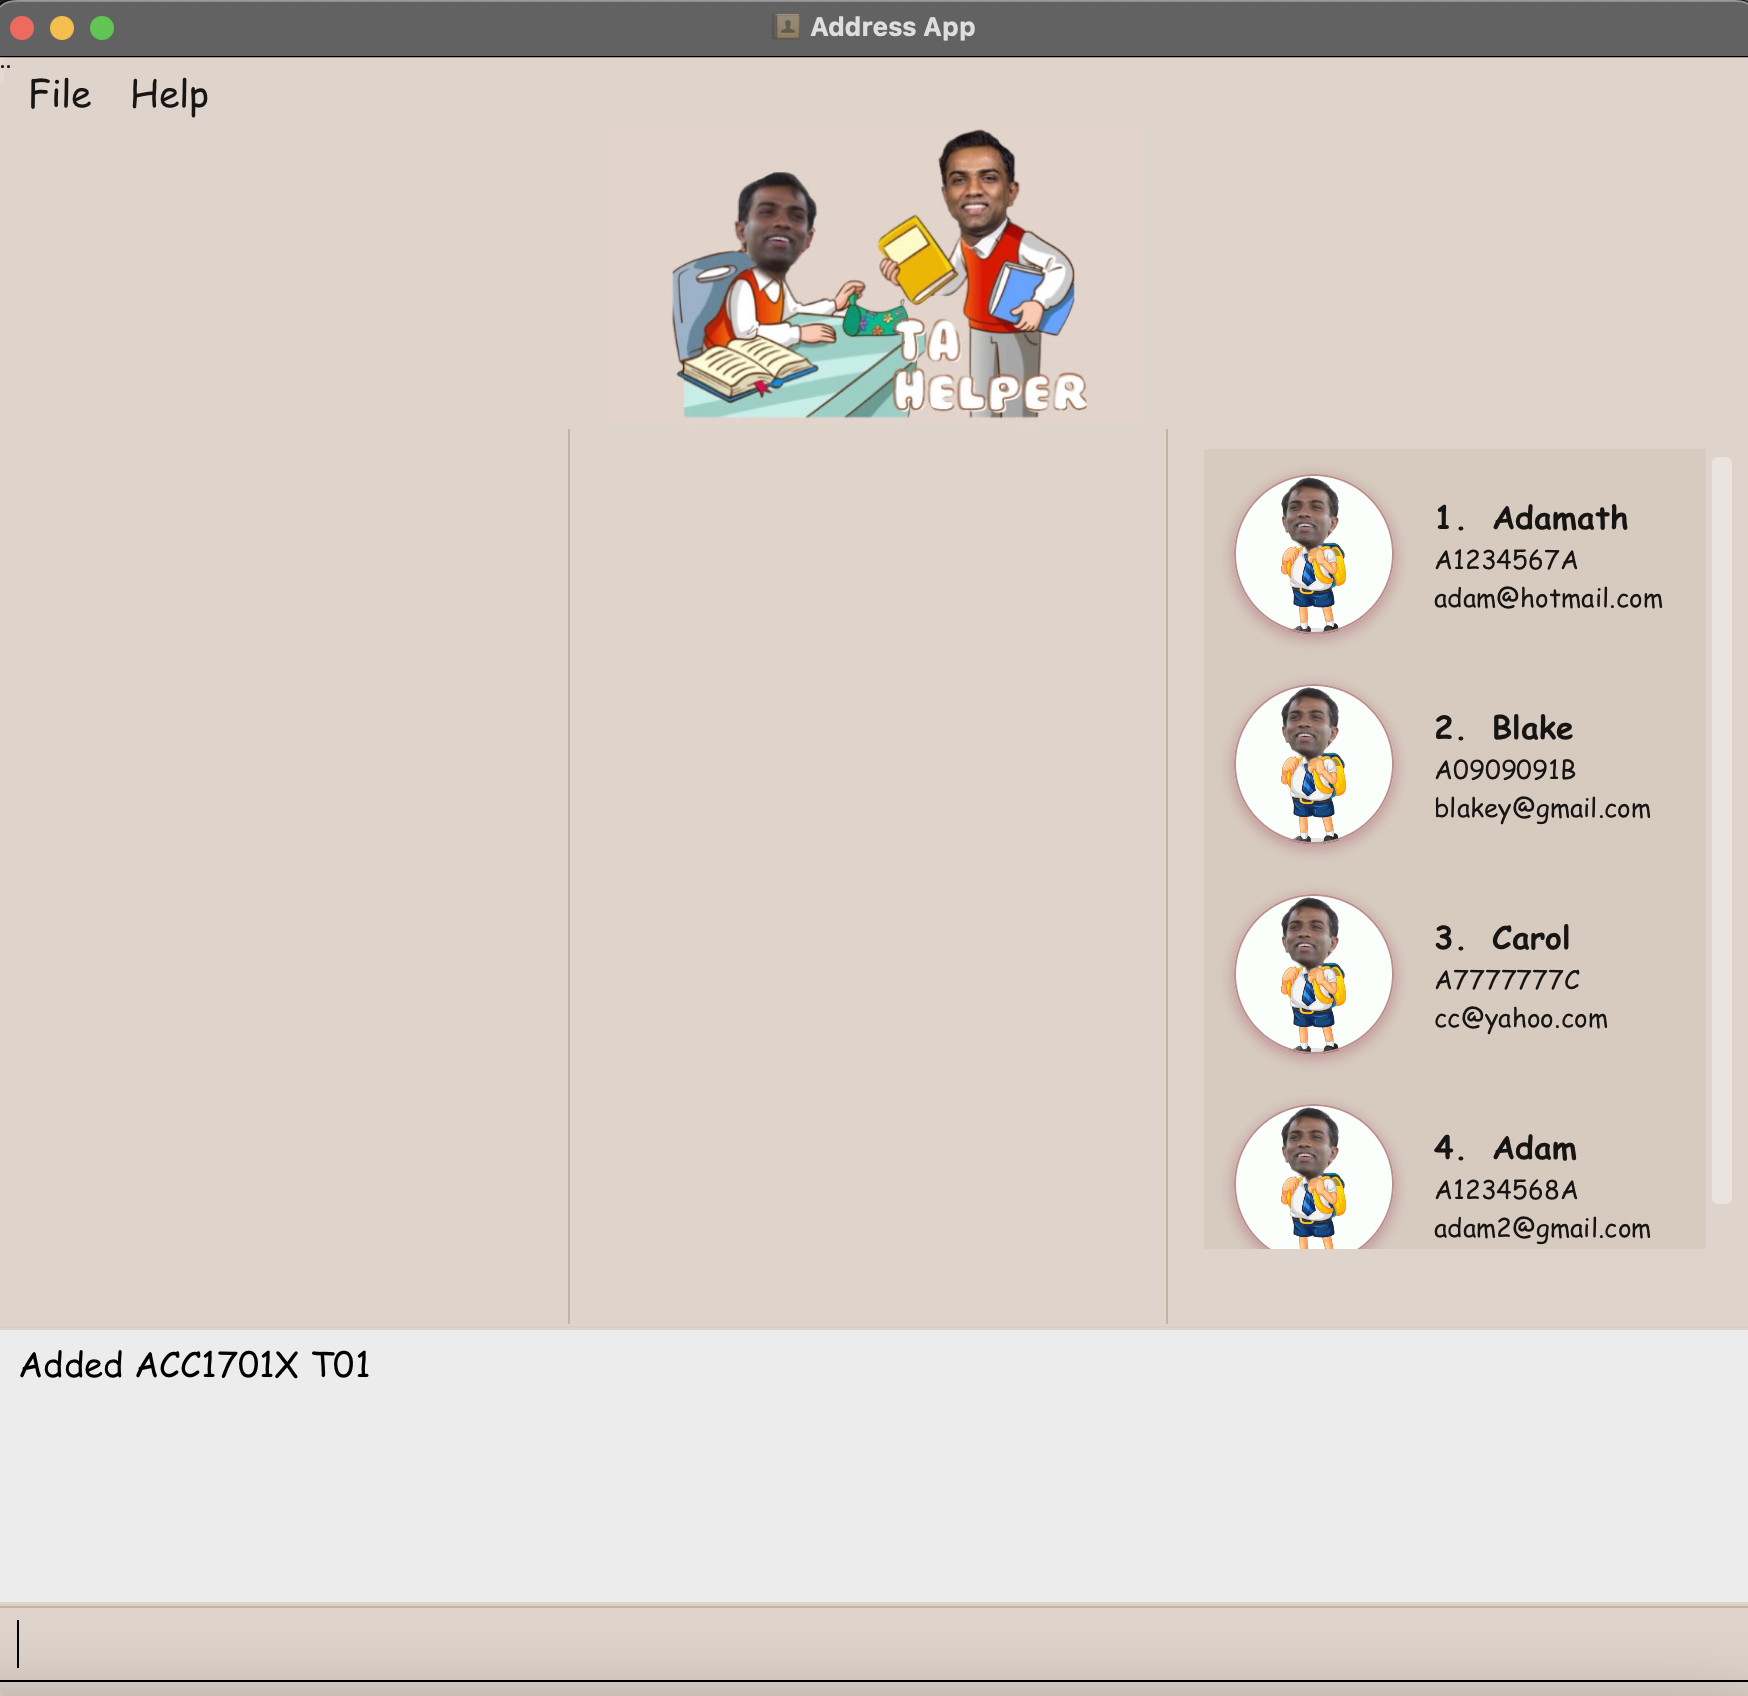 Address App
File Help
TA
HELPER
1. Adamath
A1234567A
adam@hotmail.com
2. Blake
A0909091B
blakey@gmail.com
3. Carol
A7777777C
cc@yahoo.com
4. Adam
A1234568A
adam2@gmail.com
Added ACC1701X T01